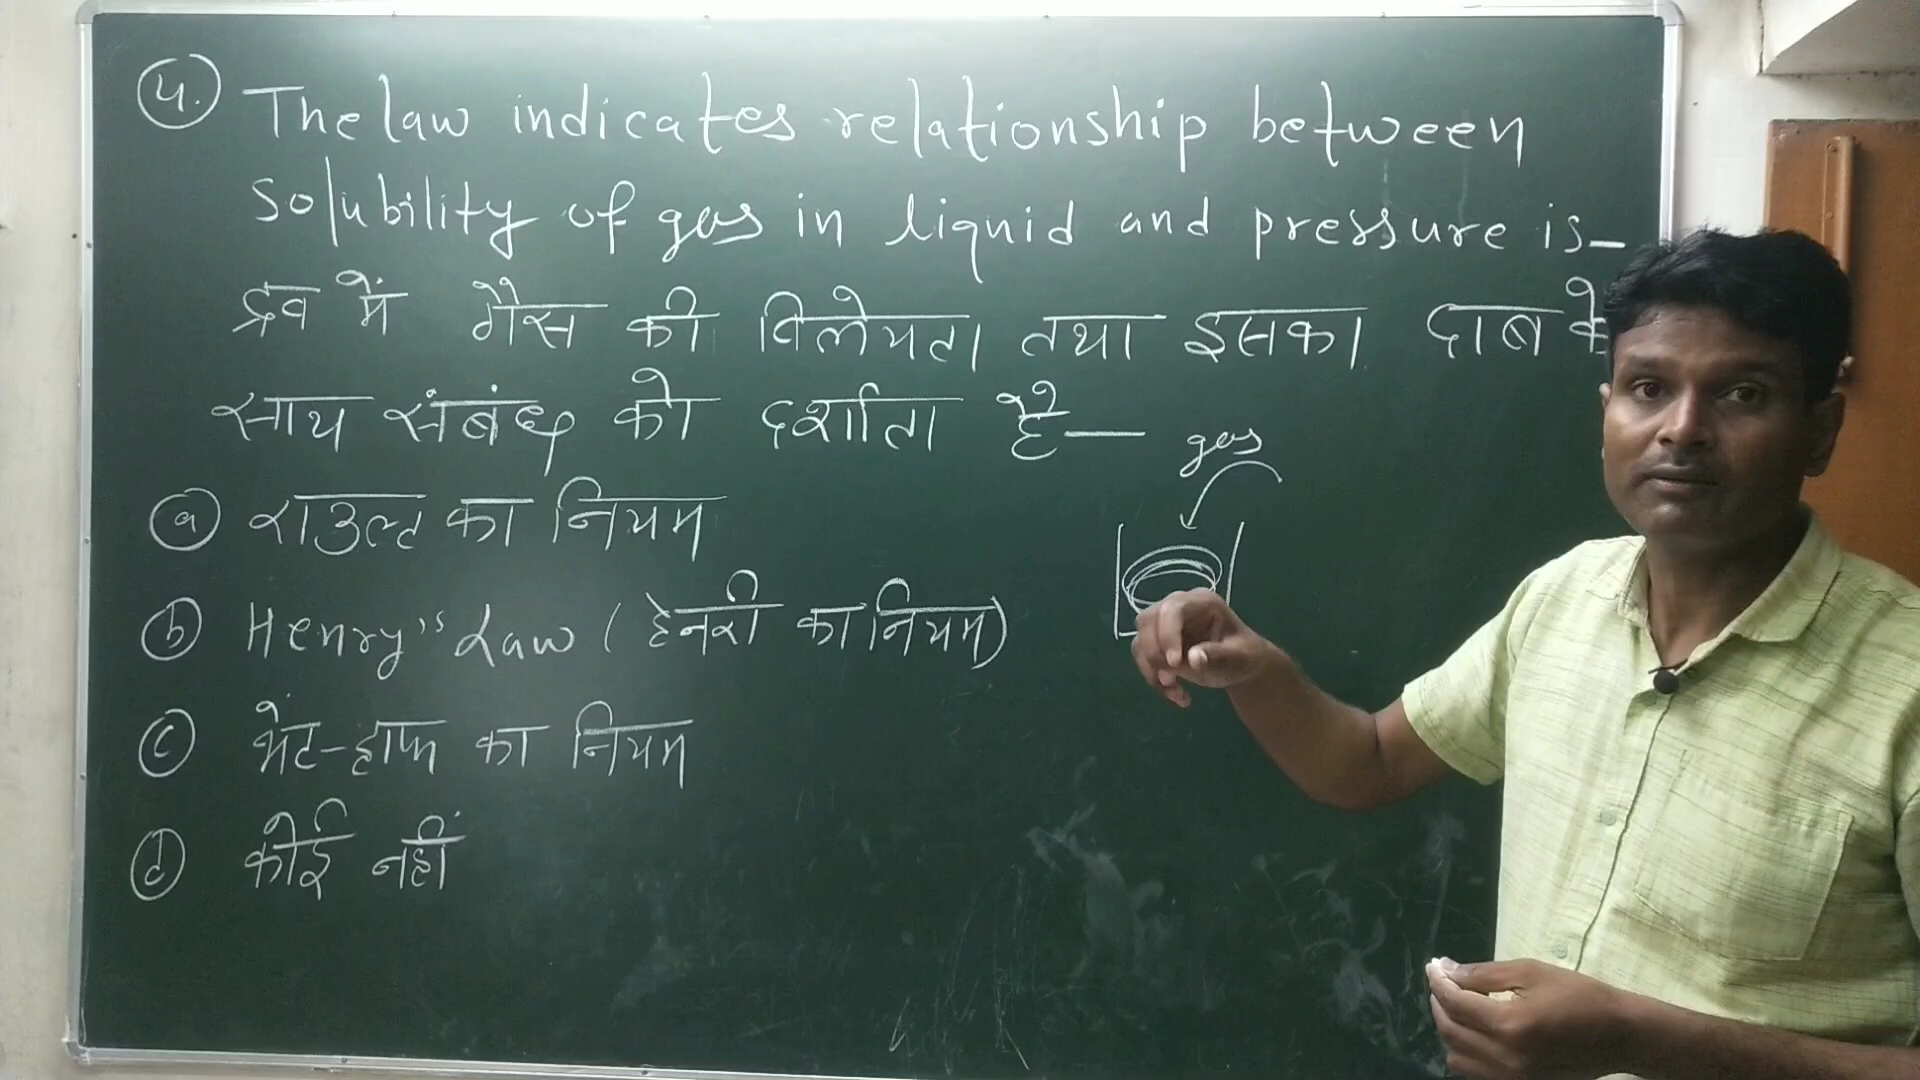 4. The law indicates relationship between
solubility of gas in liquid and pressure is—
द्रव में गैस की विलेयता तथा इसका दाब के
साथ संबंध को दर्शाता है—
gas
(a) राउल्ट का नियम
(b) Henry's Law (हेनरी का नियम)
(c) भेंट-हाफ का नियम
(d) कोई नहीं